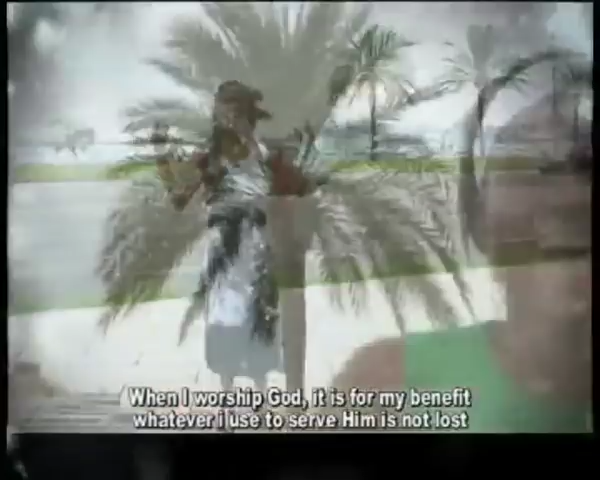 When I worship God, it is for my benefit
whatever i use to serve Him is not lost